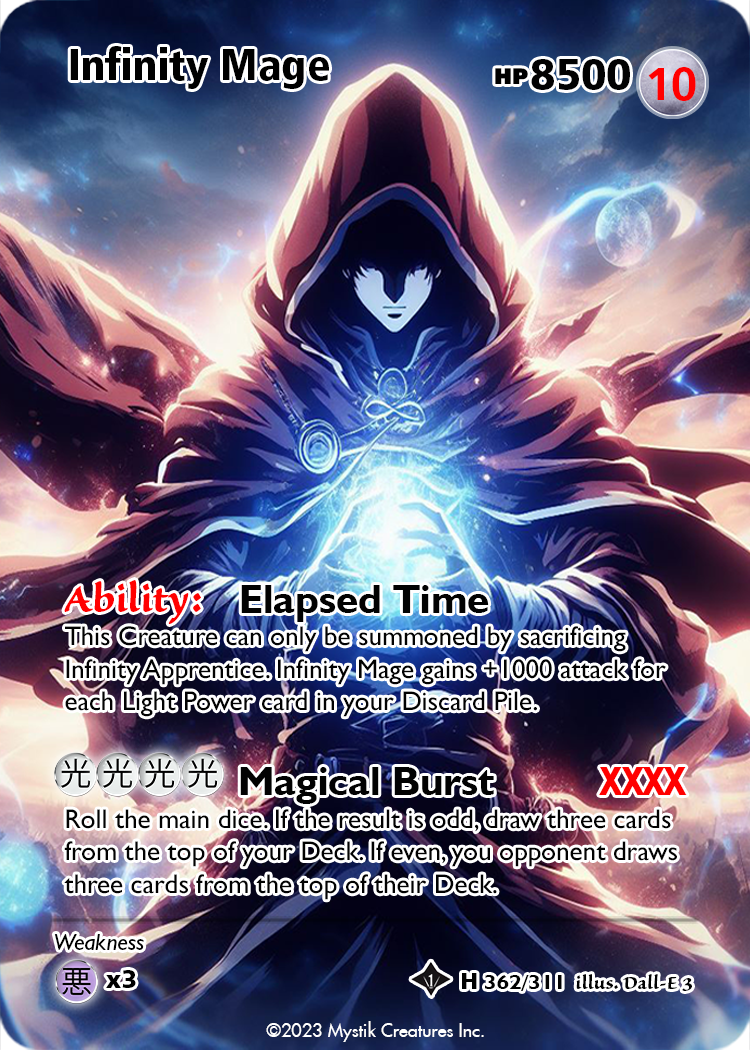 Infinity Mage
HP8500 10
Ability: Elapsed Time
This Creature can only be summoned by sacrificing
Infinity Apprentice. Infinity Mage gains +1000 attack for
each Light Power card in your Discard Pile.
光 光 光 光 Magical Burst XXXX
Roll the main dice. If the result is odd, draw three cards
from the top of your Deck. If even, you opponent draws
three cards from the top of their Deck.
Weakness
悪 x3
1 H 362/311 illus. Dall-E 3
©2023 Mystik Creatures Inc.